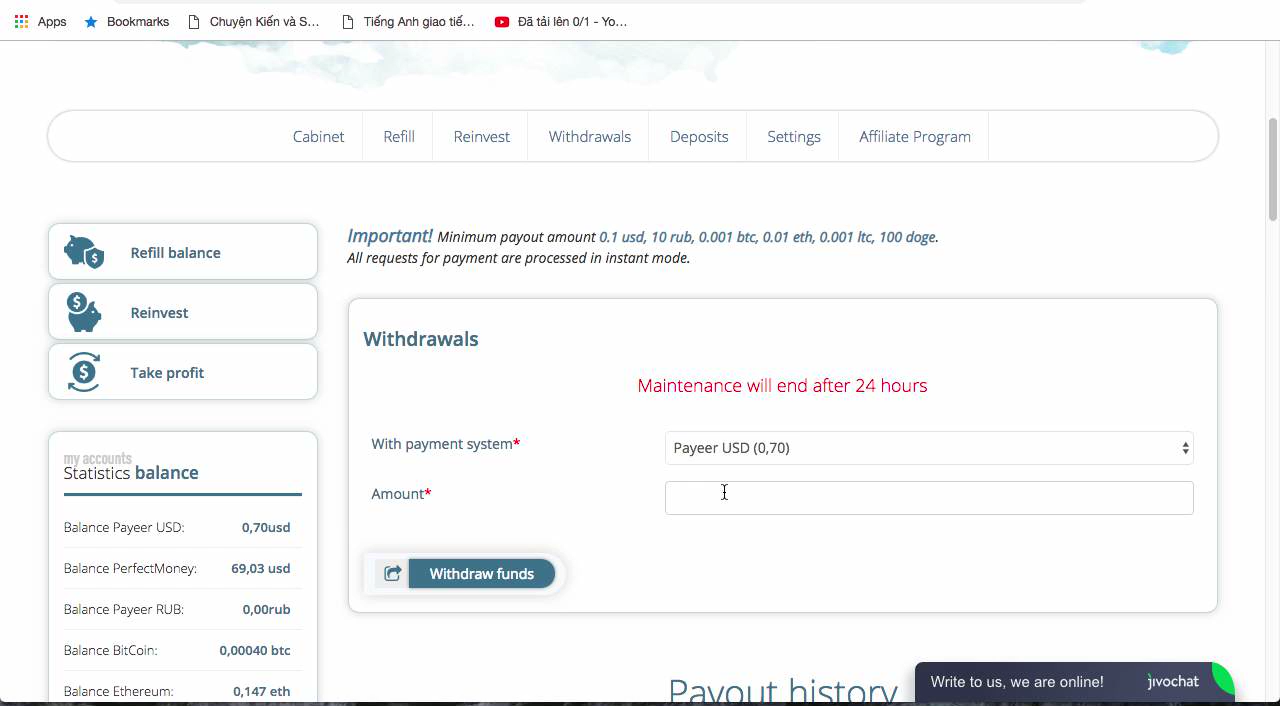 Apps Bookmarks Chuyện Kiến và S... Tiếng Anh giao tiế... Đã tải lên 0/1 - Yo...
Cabinet Refill Reinvest Withdrawals Deposits Settings Affiliate Program
Refill balance
Reinvest
Take profit
Important! Minimum payout amount 0.1 usd, 10 rub, 0.001 btc, 0.01 eth, 0.001 ltc, 100 doge.
All requests for payment are processed in instant mode.
Withdrawals
Maintenance will end after 24 hours
With payment system* Payeer USD (0,70)
Amount*
Withdraw funds
my accounts
Statistics balance
Balance Payeer USD: 0,70usd
Balance PerfectMoney: 69,03 usd
Balance Payeer RUB: 0,00rub
Balance BitCoin: 0,00040 btc
Balance Ethereum: 0,147 eth
Payout history
Write to us, we are online! jivochat